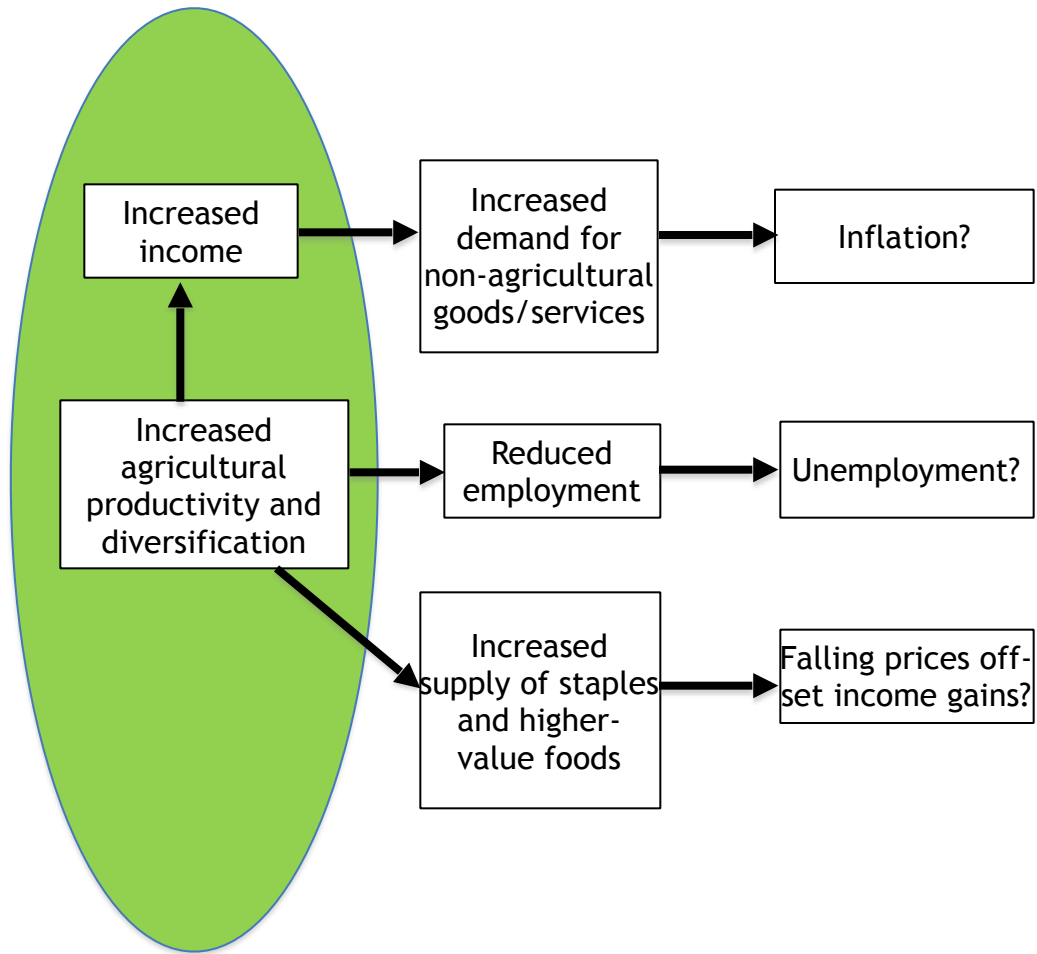 Increased
income
Increased
demand for
non-agricultural
goods/services
Inflation?
Increased
agricultural
productivity and
diversification
Reduced
employment
Unemployment?
Increased
supply of staples
and higher-
value foods
Falling prices off-
set income gains?